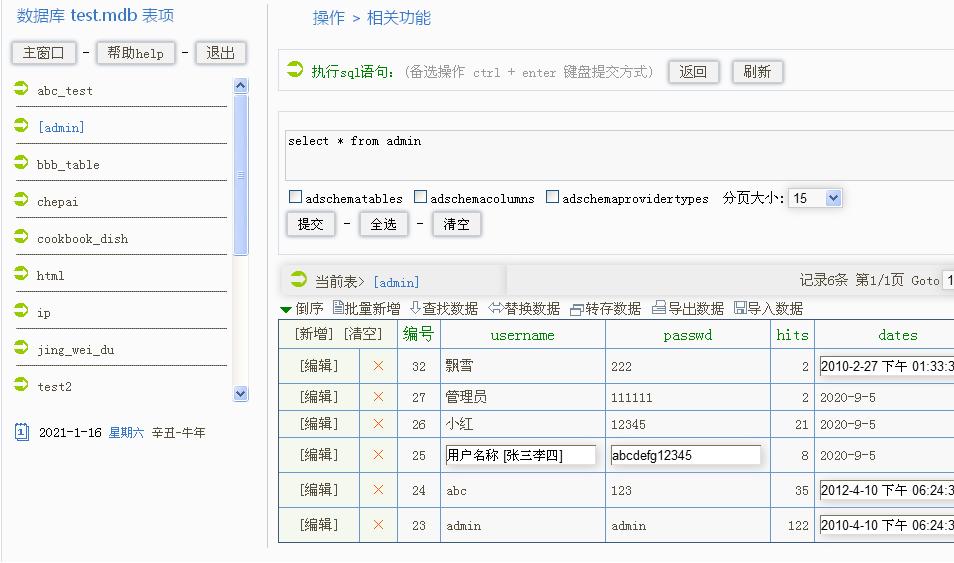 数据库 test.mdb 表项
主窗口 - 帮助help - 退出
abc_test
[admin]
bbb_table
chepai
cookbook_dish
html
ip
jing_wei_du
test2
1 2021-1-16 星期六 辛丑-牛年
操作 > 相关功能
执行sql语句：(备选操作 ctrl + enter 键盘提交方式) 返回 刷新
select * from admin
adschematables adschemacolumns adschemaprovidertypes 分页大小: 15
提交 - 全选 - 清空
当前表> [admin] 记录6条 第1/1页 Goto 1
倒序 批量新增 查找数据 替换数据 转存数据 导出数据 导入数据
[新增] [清空] 编号 username passwd hits dates
[编辑] × 32 飘雪 222 2 2010-2-27 下午 01:33:3
[编辑] × 27 管理员 111111 2 2020-9-5
[编辑] × 26 小红 12345 21 2020-9-5
[编辑] × 25 用户名称 [张三李四] abcdefg12345 8 2020-9-5
[编辑] × 24 abc 123 35 2012-4-10 下午 06:24:3
[编辑] × 23 admin admin 122 2010-4-10 下午 06:24:3